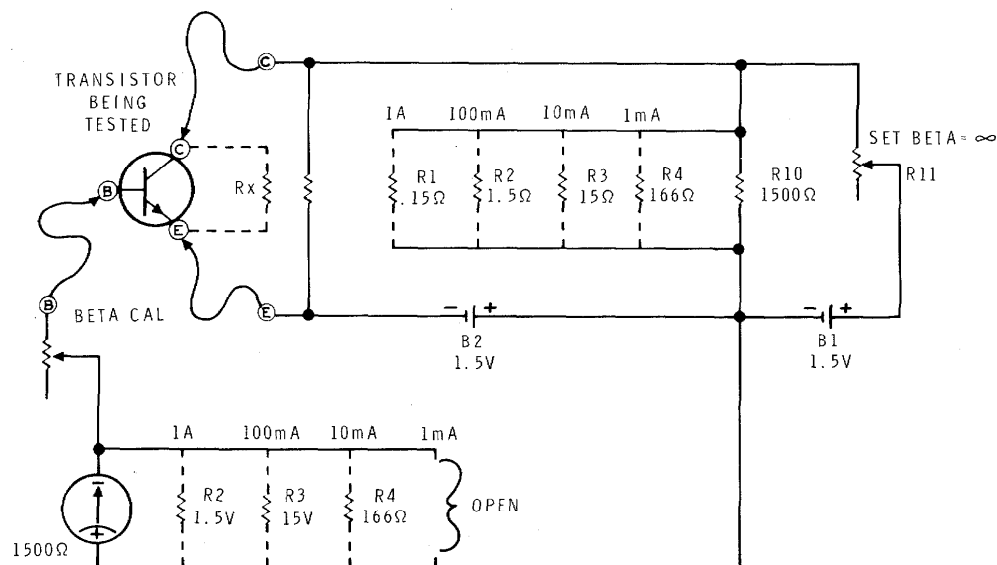 C
TRANSISTOR
BEING
TESTED
1A
100mA
10mA
1mA
SET BETA= ∞
C
B
E
Rx
R1
.15Ω
R2
1.5Ω
R3
15Ω
R4
166Ω
R10
1500Ω
R11
B
BETA CAL
E
- +
B2
1.5V
- +
B1
1.5V
1A
100mA
10mA
1mA
-
+
1500Ω
R2
1.5V
R3
15V
R4
166Ω
OPEN